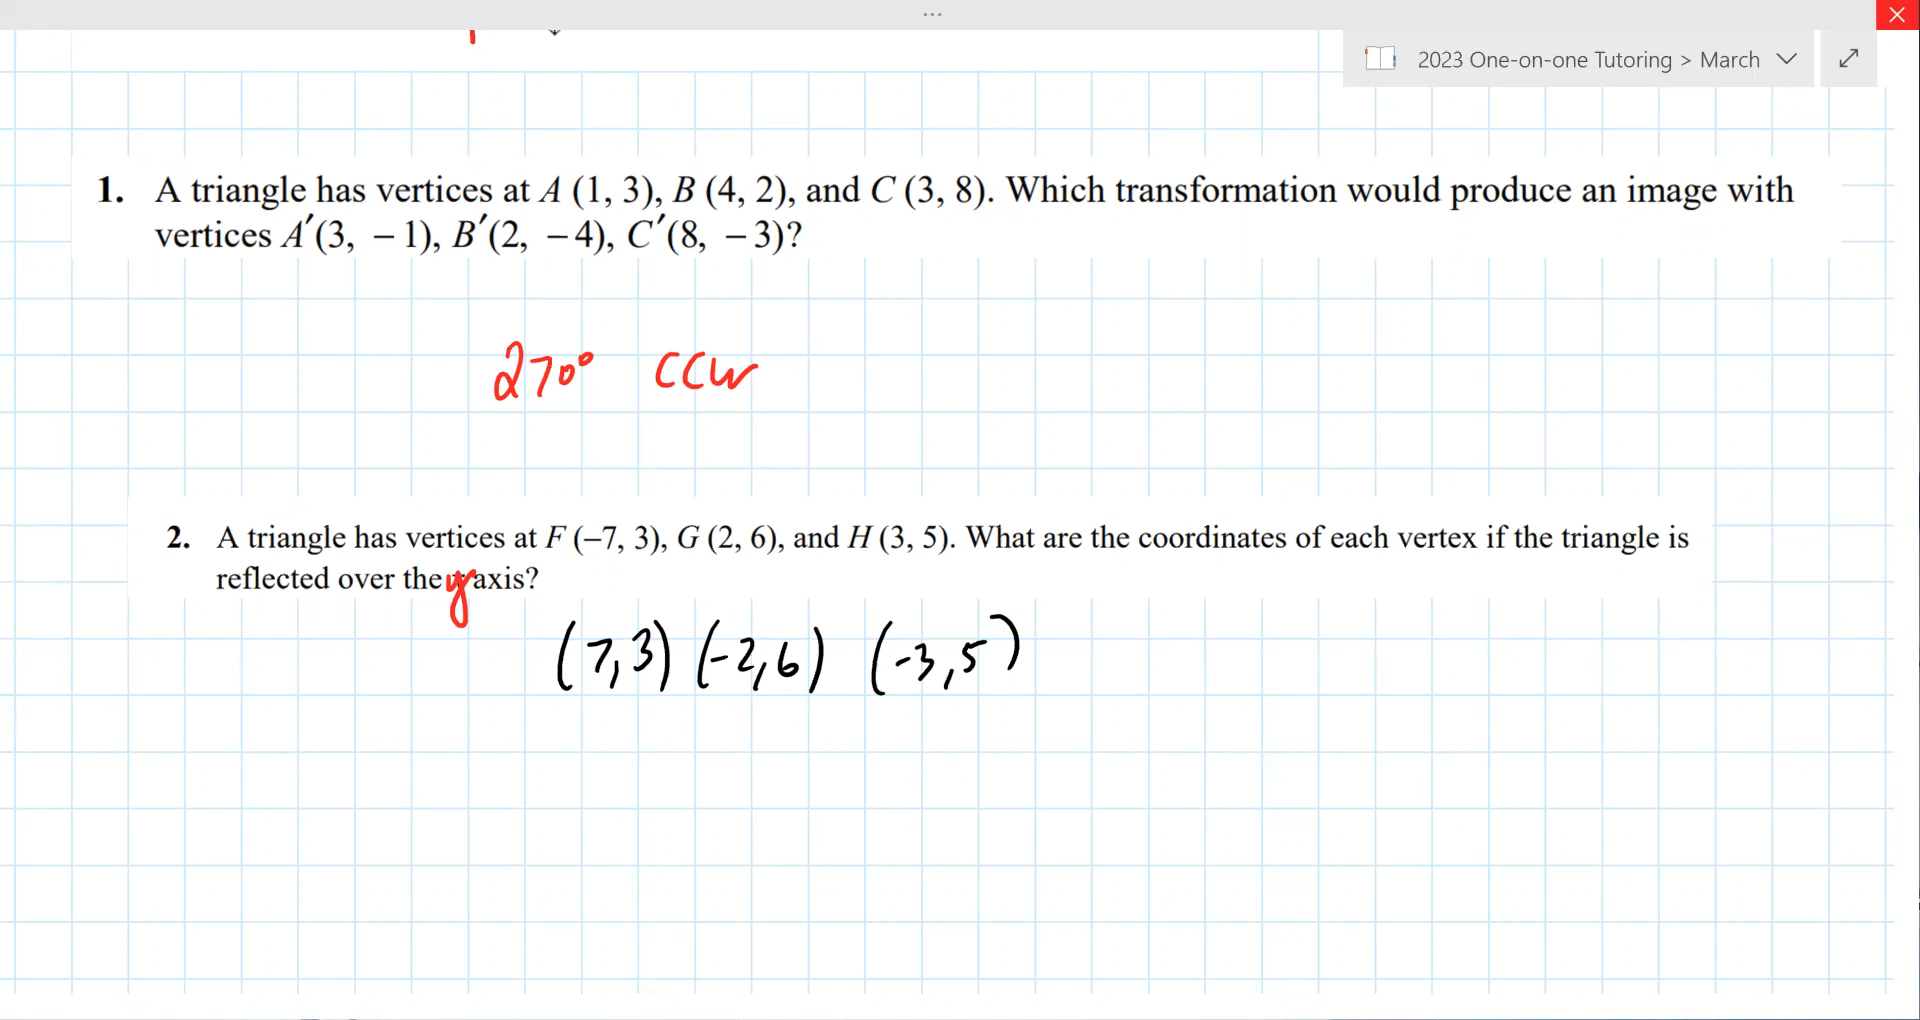 ...
2023 One-on-one Tutoring > March
1. A triangle has vertices at A (1, 3), B (4, 2), and C (3, 8). Which transformation would produce an image with
vertices A′(3, – 1), B′(2, – 4), C′(8, – 3)?
270° CCW
2. A triangle has vertices at F (–7, 3), G (2, 6), and H (3, 5). What are the coordinates of each vertex if the triangle is
reflected over the y axis?
(7,3) (-2,6) (-3,5)